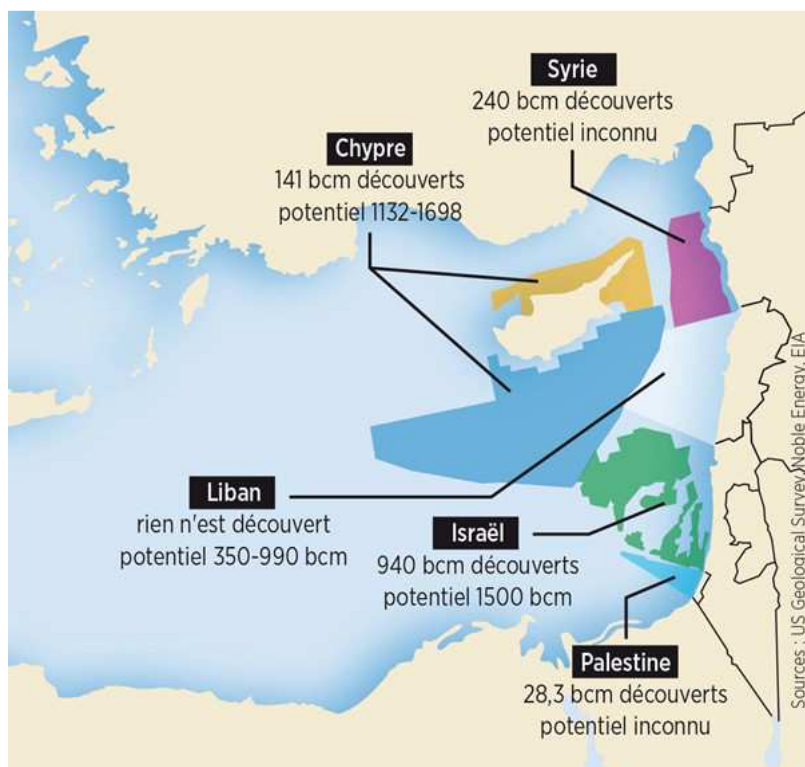 Syrie
240 bcm découverts
potentiel inconnu
Chypre
141 bcm découverts
potentiel 1132-1698
Liban
rien n'est découvert
potentiel 350-990 bcm
Israël
940 bcm découverts
potentiel 1500 bcm
Palestine
28,3 bcm découverts
potentiel inconnu
Sources : US Geological Survey, Noble Energy, EIA